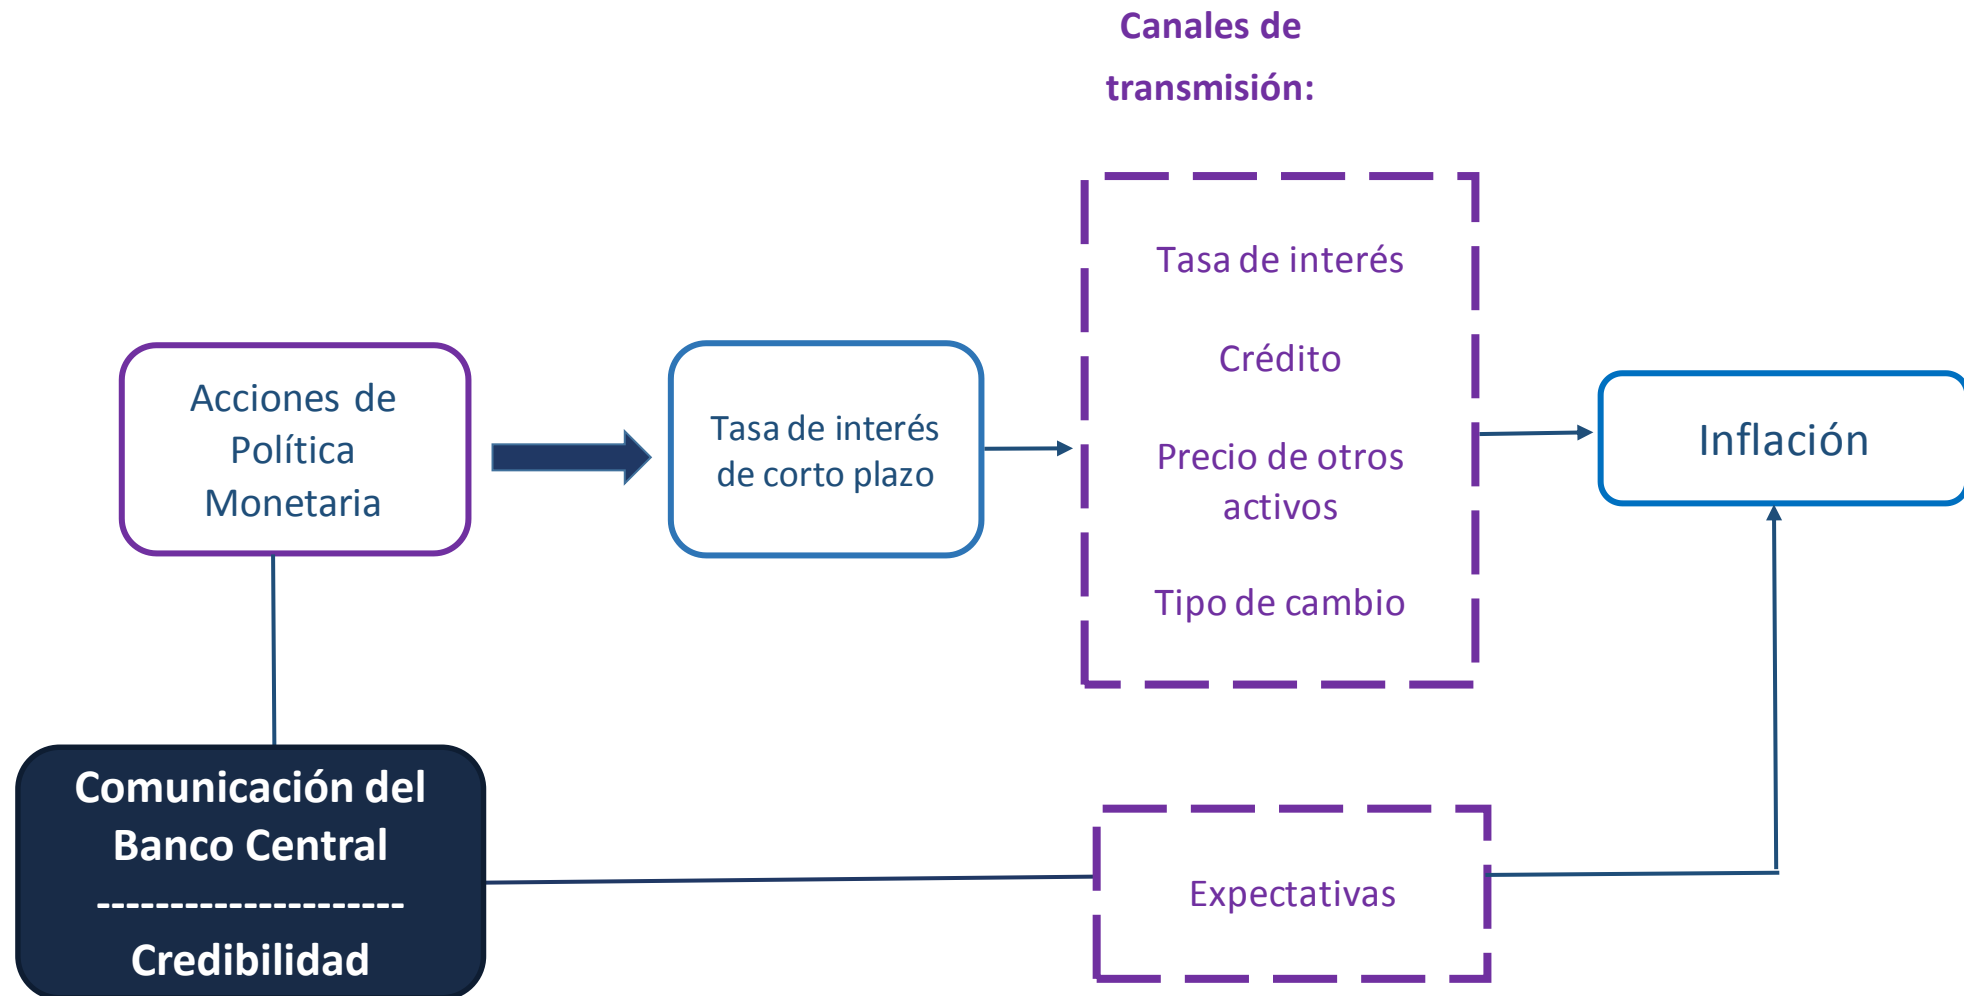 Canales de
transmisión:
Acciones de
Política
Monetaria
Tasa de interés
de corto plazo
Tasa de interés
Crédito
Precio de otros
activos
Tipo de cambio
Inflación
Comunicación del
Banco Central
---------------------
Credibilidad
Expectativas